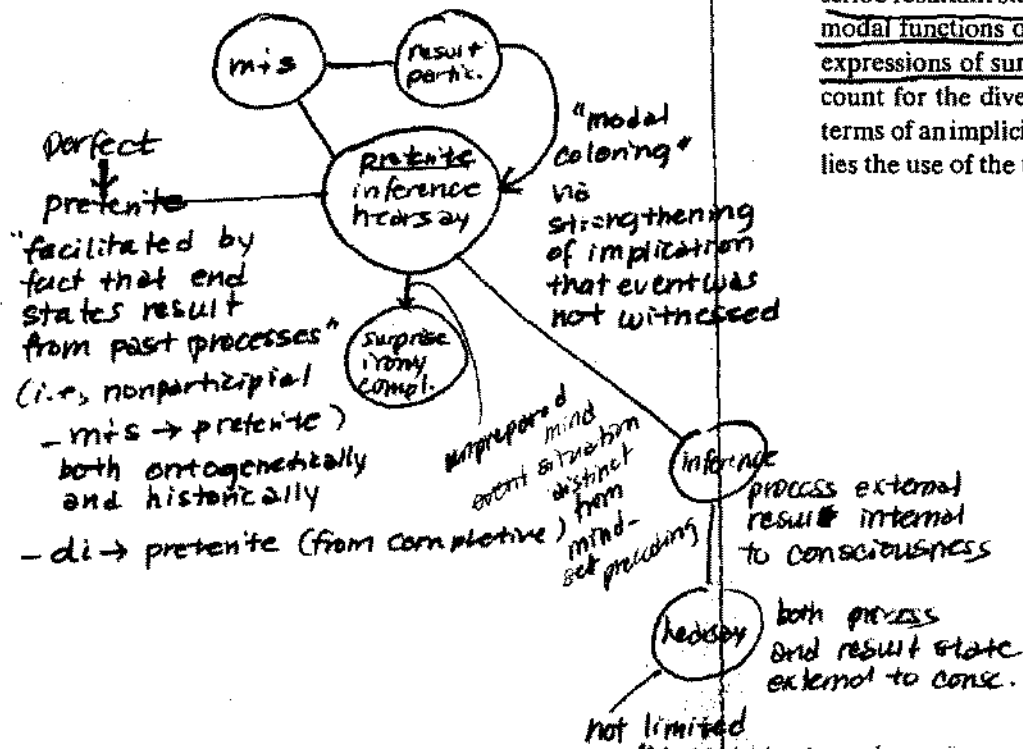 modal functions o
expressions of sur
count for the dive
terms of an implici
lies the use of the
m+s
result
partic.
"modal
coloring"
via
strengthening
of implication
that event was
not witnessed
preterite
inference
hearsay
Perfect
preterite
"facilitated by
fact that end
states result
from past processes"
(i.e., nonparticipial
-m+s → preterite)
both ontogenetically
and historically
-di → preterite (from completive)
surprise
irony
compl.
unprepared
mind
event situation
distinct
from
mind-
set preceding
inference
process external
result internal
to consciousness
hearsay
both process
and result state
external to consc.
not limited